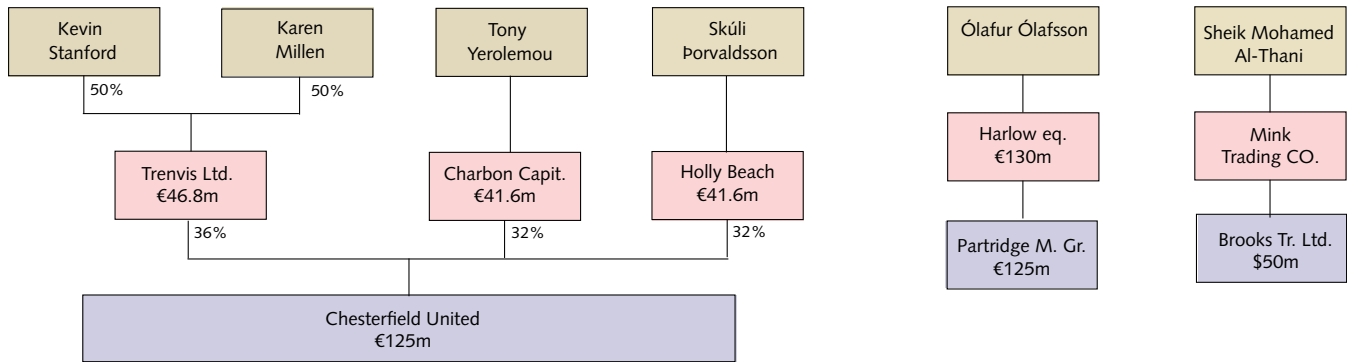 Kevin
Stanford
Karen
Millen
Tony
Yerolemou
Skúli
Þorvaldsson
Ólafur Ólafsson
Sheik Mohamed
Al-Thani
50%
50%
Trenvis Ltd.
€46.8m
Charbon Capit.
€41.6m
Holly Beach
€41.6m
Harlow eq.
€130m
Mink
Trading CO.
36%
32%
32%
Partridge M. Gr.
€125m
Brooks Tr. Ltd.
$50m
Chesterfield United
€125m